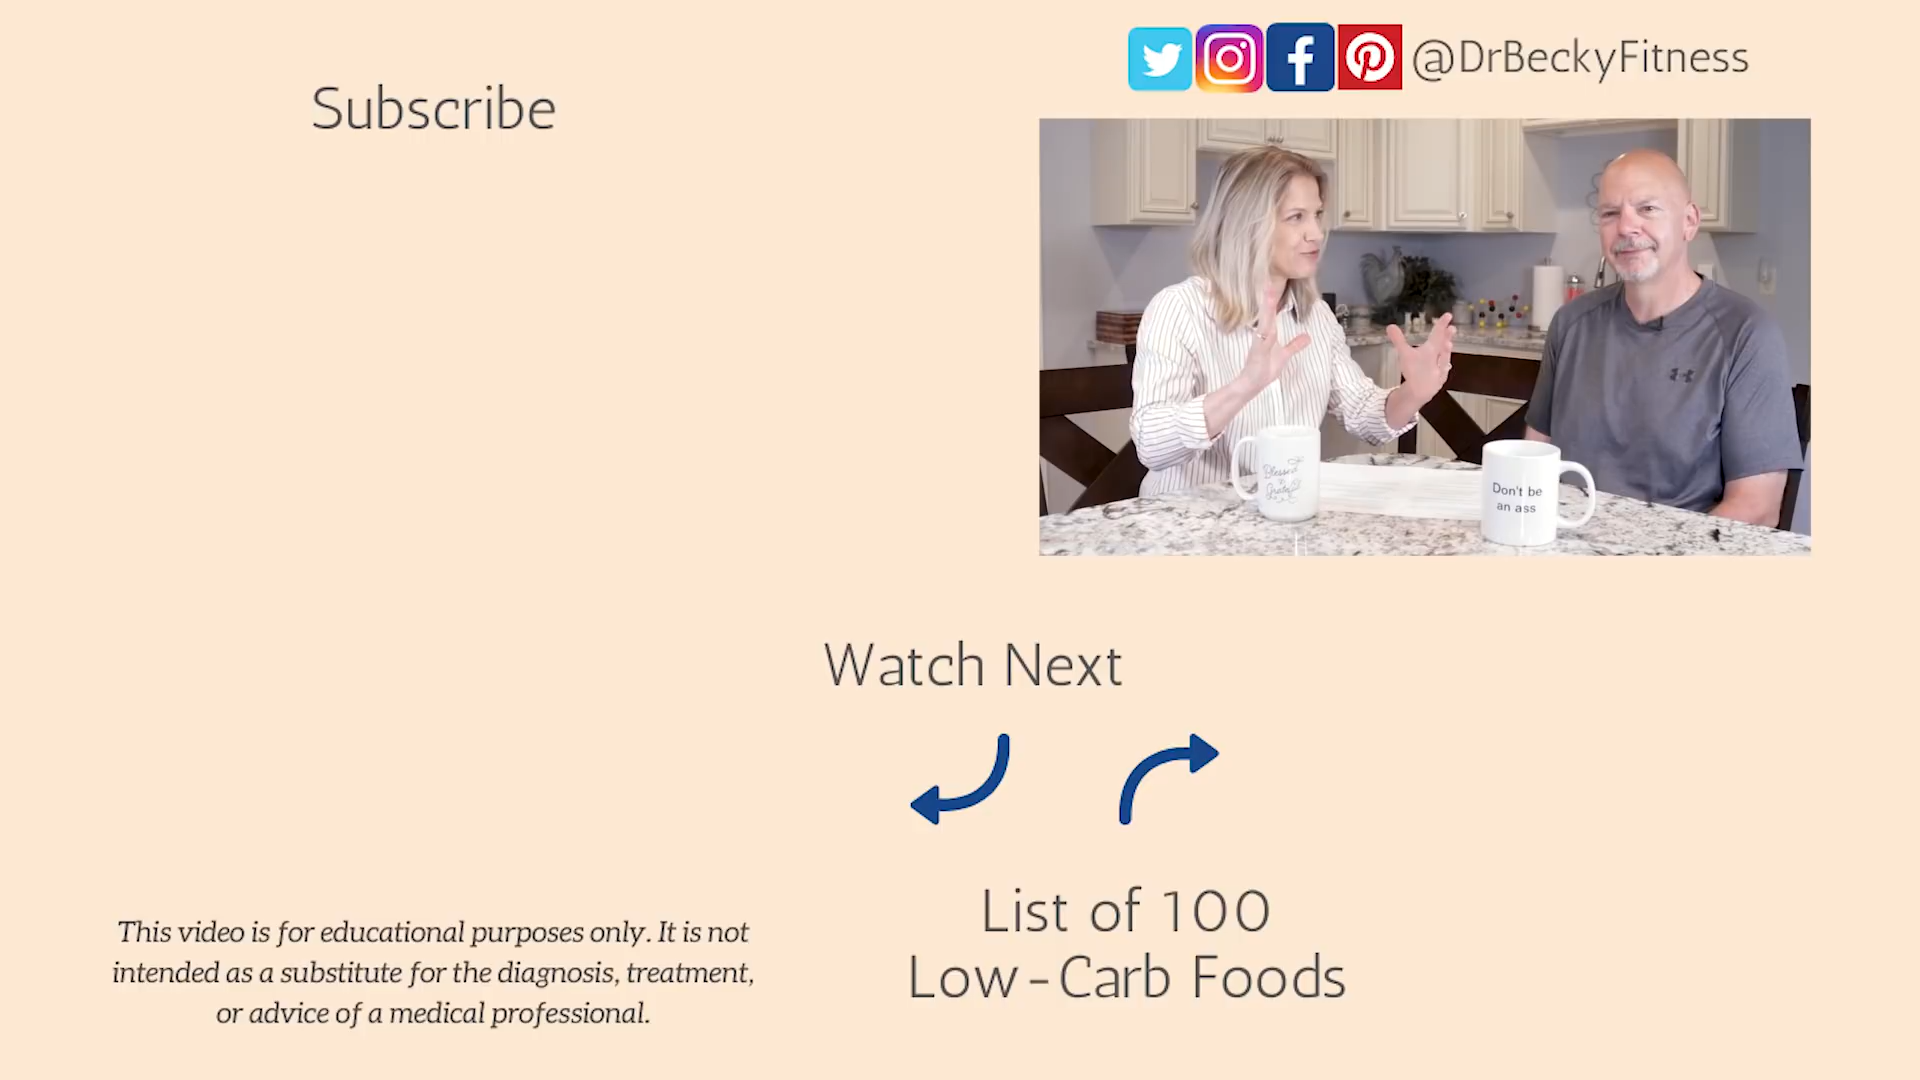 @DrBeckyFitness
Subscribe
Blessed
Don't be
an ass
Watch Next
List of 100
Low-Carb Foods
This video is for educational purposes only. It is not
intended as a substitute for the diagnosis, treatment,
or advice of a medical professional.